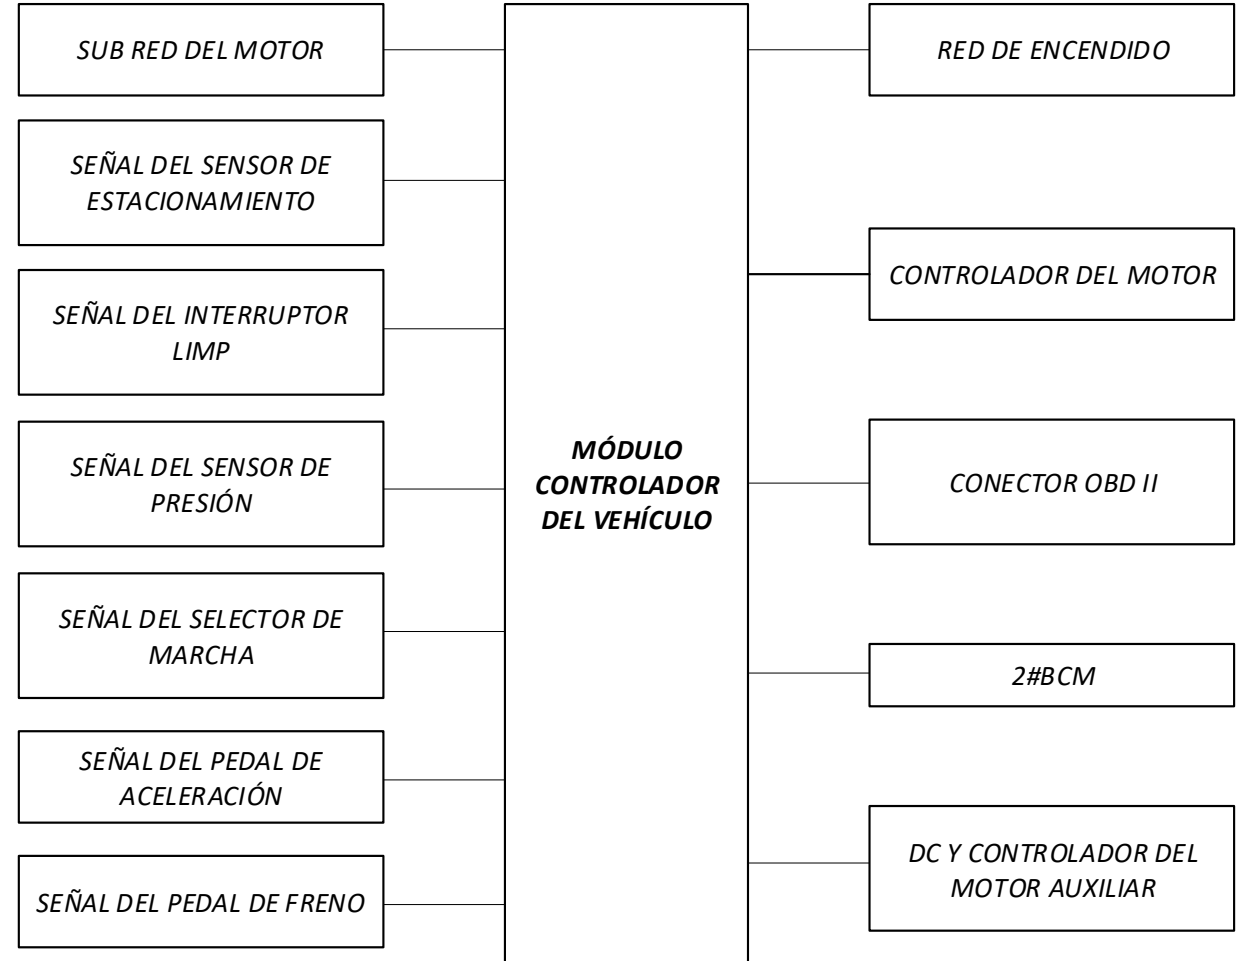 SUB RED DEL MOTOR
SEÑAL DEL SENSOR DE
ESTACIONAMIENTO
SEÑAL DEL INTERRUPTOR
LIMP
SEÑAL DEL SENSOR DE
PRESIÓN
SEÑAL DEL SELECTOR DE
MARCHA
SEÑAL DEL PEDAL DE
ACELERACIÓN
SEÑAL DEL PEDAL DE FRENO
MÓDULO
CONTROLADOR
DEL VEHÍCULO
RED DE ENCENDIDO
CONTROLADOR DEL MOTOR
CONECTOR OBD II
2#BCM
DC Y CONTROLADOR DEL
MOTOR AUXILIAR